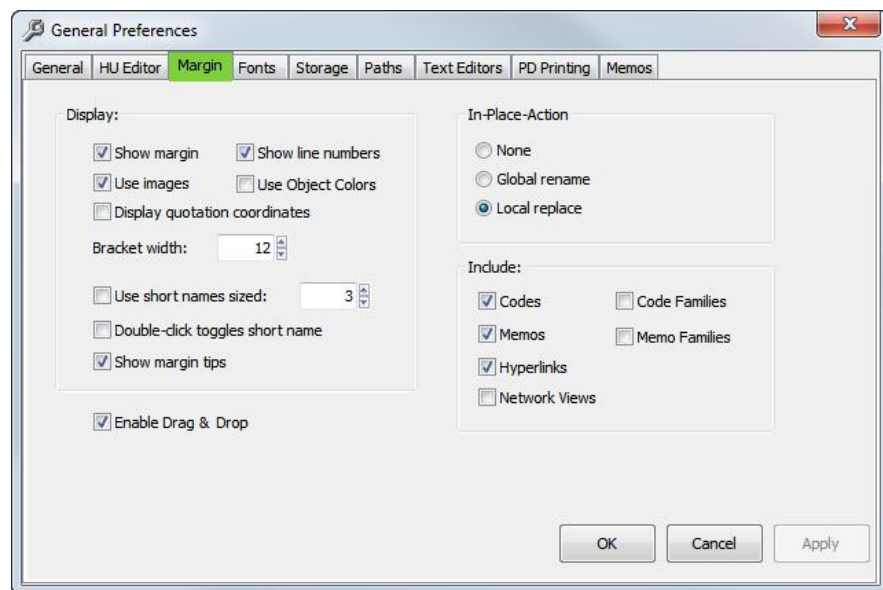 General Preferences
General HU Editor Margin Fonts Storage Paths Text Editors PD Printing Memos
Display:
Show margin Show line numbers
Use images Use Object Colors
Display quotation coordinates
Bracket width: 12
Use short names sized: 3
Double-click toggles short name
Show margin tips
Enable Drag & Drop
In-Place-Action
None
Global rename
Local replace
Include:
Codes Code Families
Memos Memo Families
Hyperlinks
Network Views
OK Cancel Apply